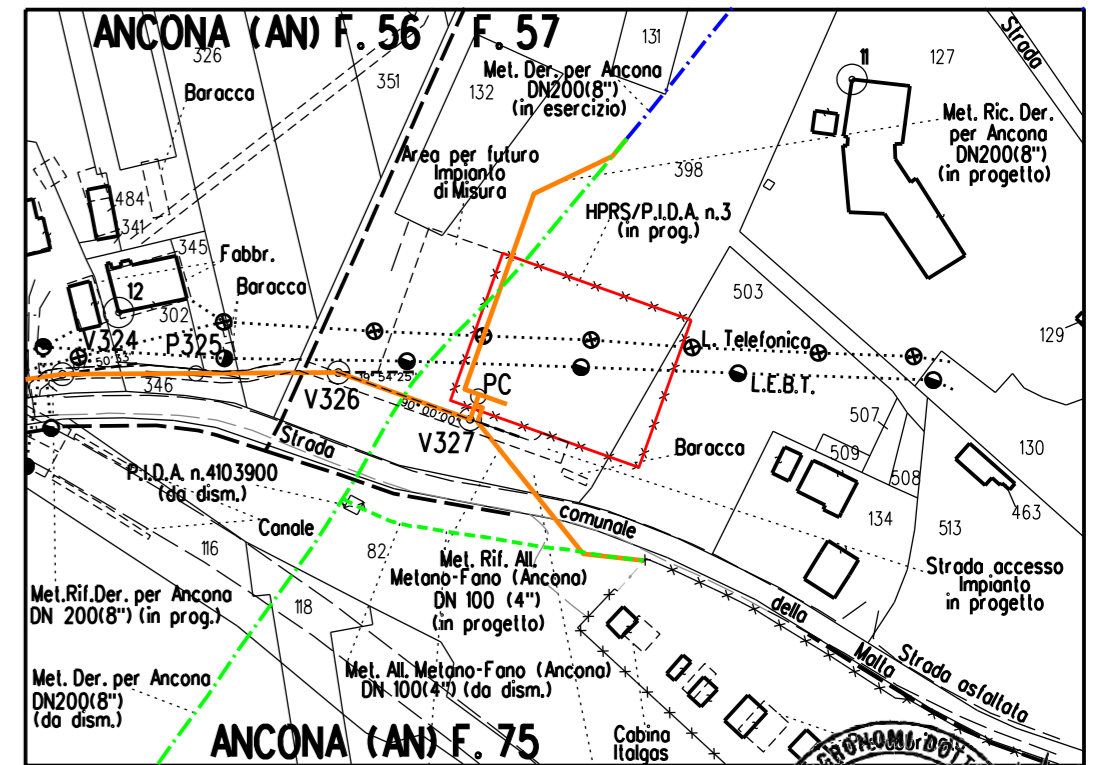 ANCONA (AN) F. 56
F. 57
326
Baracca
351
132
131
Met. Der. per Ancona
DN200(8")
(in esercizio)
11
127
Strada
Met. Ric. Der.
per Ancona
DN200(8")
(in progetto)
Area per futuro
Impianto
di Misura
398
HPRS/P.I.D.A. n.3
(in prog.)
484
341
345
Fabbr.
Baracca
12
302
503
129
V324
P325
L. Telefonica
346
V326
PC
90°00'00"
V327
L.E.B.T.
507
509
508
130
Strada
Baracca
463
P.I.D.A. n.4103900
(da dism.)
Canale
comunale
134
513
116
82
118
Met. Rif. All.
Metano-Fano (Ancona)
DN 100 (4")
(in progetto)
Strada accesso
Impianto
in progetto
Met.Rif.Der. per Ancona
DN 200(8") (in prog.)
della
Malta
Strada asfaltata
Met. Der. per Ancona
DN200(8")
(da dism.)
Met. All. Metano-Fano (Ancona)
DN 100(4") (da dism.)
ANCONA (AN) F. 75
Cabina
Italgas